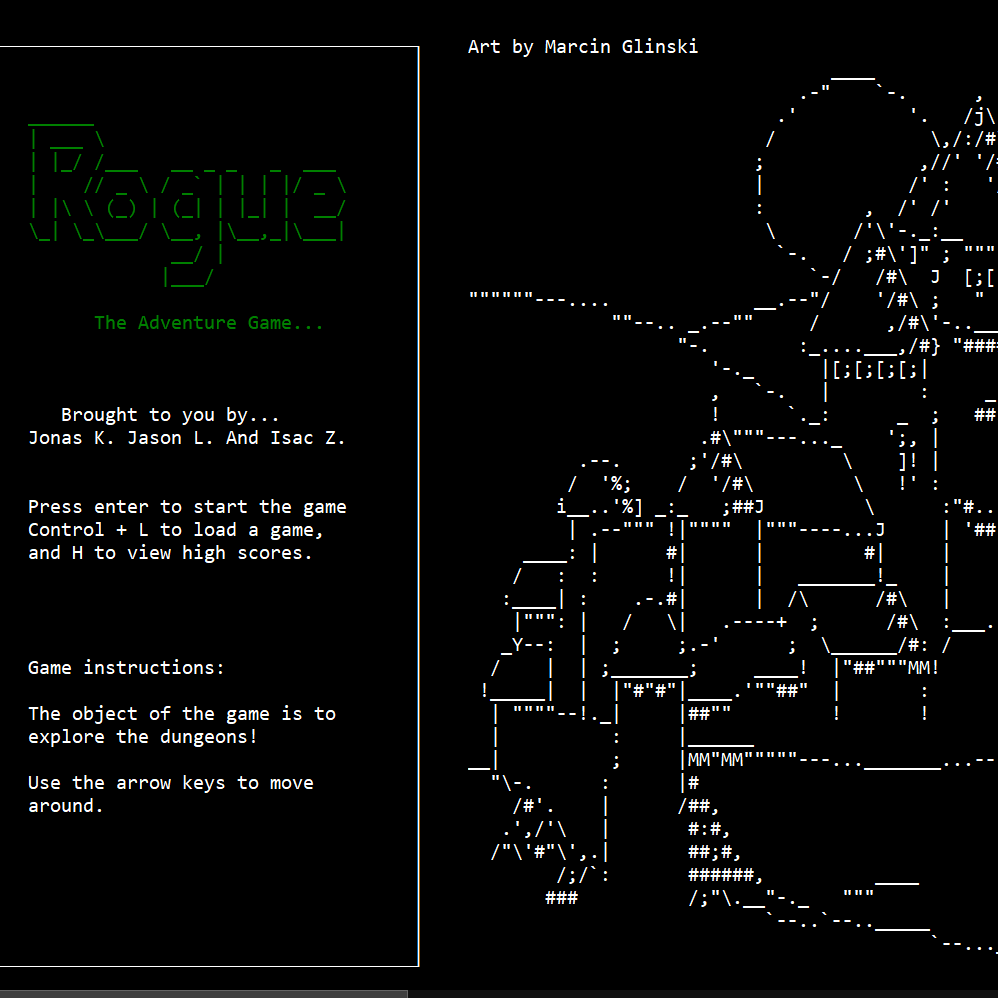 Art by Marcin Glinski
Rogue
The Adventure Game...
Brought to you by...
Jonas K. Jason L. And Isac Z.
Press enter to start the game
Control + L to load a game,
and H to view high scores.
Game instructions:
The object of the game is to
explore the dungeons!
Use the arrow keys to move
around.